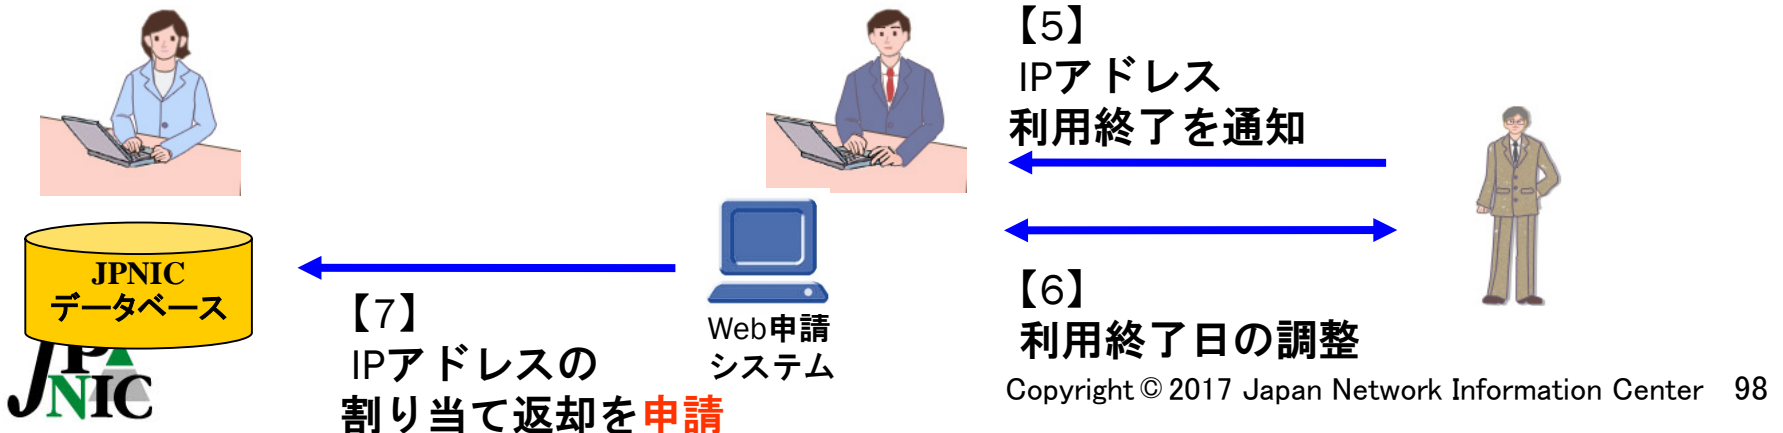 【5】
IPアドレス
利用終了を通知
JPNIC
データベース
【7】
IPアドレスの
割り当て返却を申請
Web申請
システム
【6】
利用終了日の調整
JPNIC
Copyright © 2017 Japan Network Information Center 98